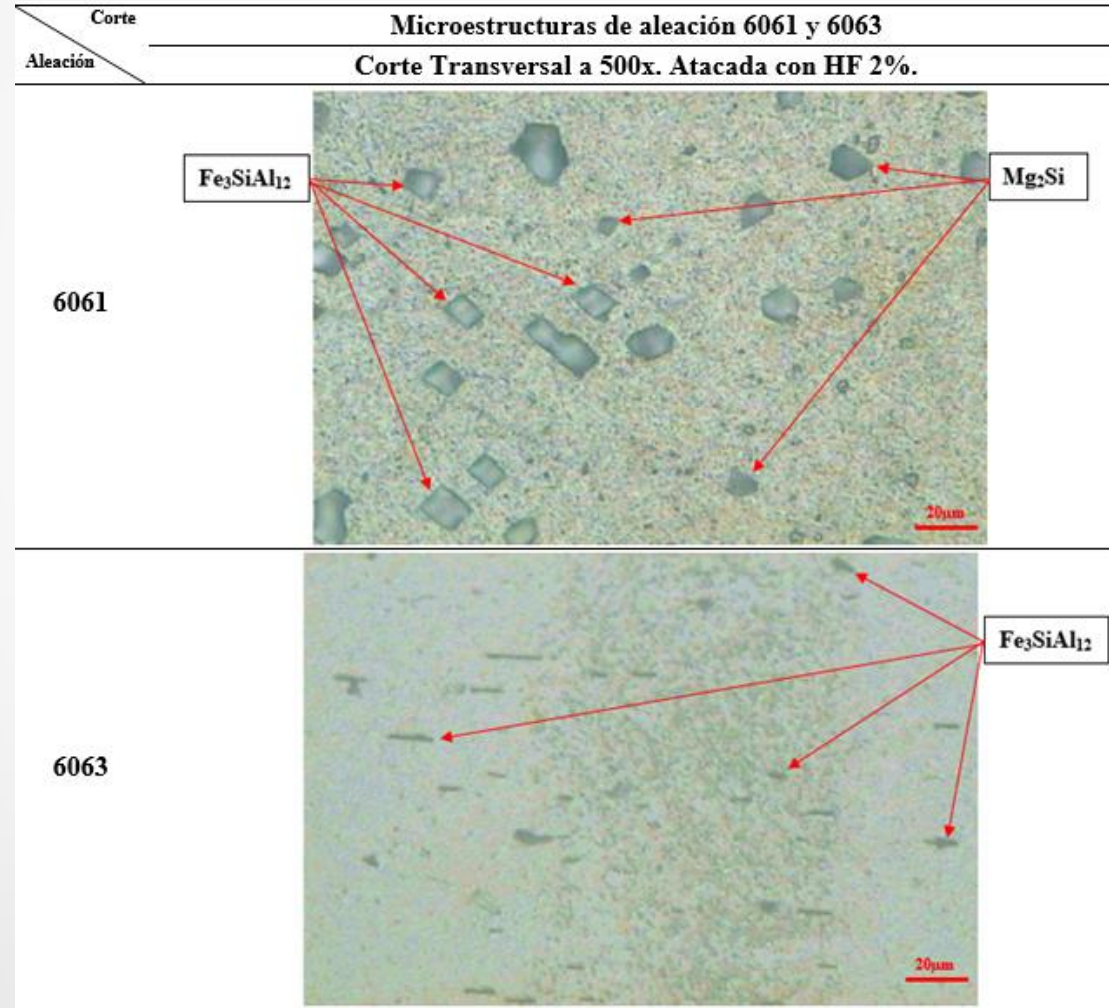 Corte
Aleación
Microestructuras de aleación 6061 y 6063
Corte Transversal a 500x. Atacada con HF 2%.
6061
Fe₃SiAl₁₂
Mg₂Si
20µm
6063
Fe₃SiAl₁₂
20µm